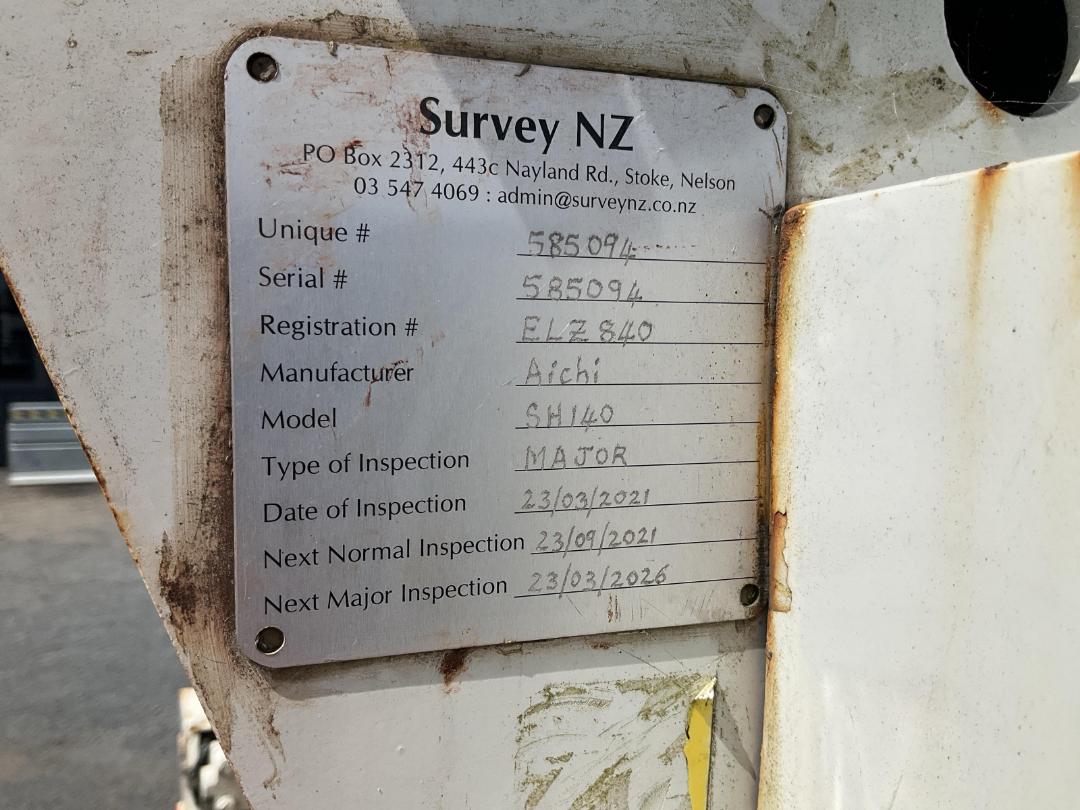 Survey NZ
PO Box 2312, 443c Nayland Rd., Stoke, Nelson
03 547 4069 : admin@surveynz.co.nz
Unique # 585094
Serial # 585094
Registration # ELZ840
Manufacturer Aichi
Model SH140
Type of Inspection MAJOR
Date of Inspection 23/03/2021
Next Normal Inspection 23/09/2021
Next Major Inspection 23/03/2026